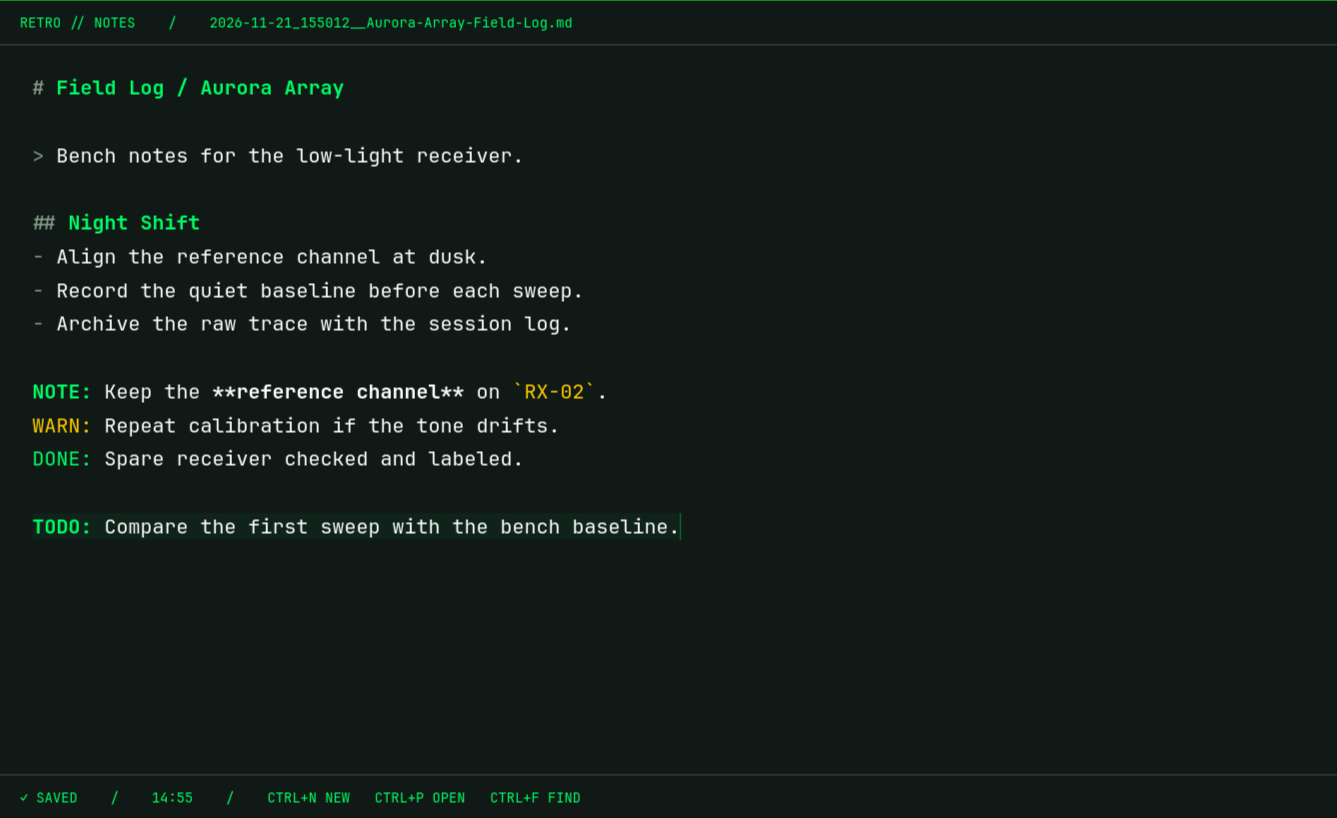 RETRO // NOTES / 2026-11-21_155012__Aurora-Array-Field-Log.md
# Field Log / Aurora Array
> Bench notes for the low-light receiver.
## Night Shift
- Align the reference channel at dusk.
- Record the quiet baseline before each sweep.
- Archive the raw trace with the session log.
NOTE: Keep the **reference channel** on `RX-02`.
WARN: Repeat calibration if the tone drifts.
DONE: Spare receiver checked and labeled.
TODO: Compare the first sweep with the bench baseline.
✓ SAVED / 14:55 / CTRL+N NEW CTRL+P OPEN CTRL+F FIND